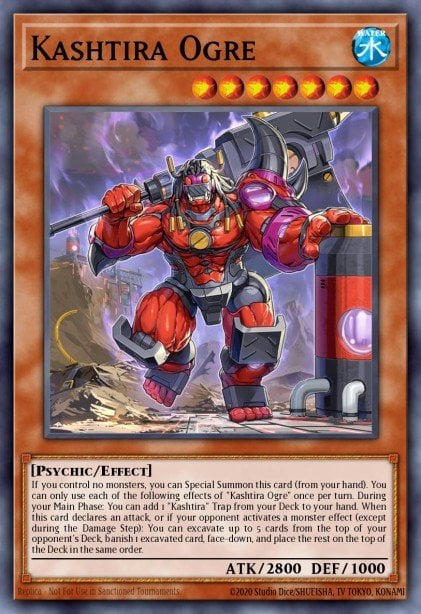 Kashtira Ogre
WATER
水
[Psychic/Effect]
If you control no monsters, you can Special Summon this card (from your hand). You
can only use each of the following effects of "Kashtira Ogre" once per turn. During
your Main Phase: You can add 1 "Kashtira" Trap from your Deck to your hand. When
this card declares an attack, or if your opponent activates a monster effect (except
during the Damage Step): You can excavate up to 5 cards from the top of your
opponent's Deck, banish 1 excavated card, face-down, and place the rest on the top of
the Deck in the same order.
ATK/2800 DEF/1000
Replica - Not For Use in Sanctioned Tournaments
©2020 Studio Dice/SHUEISHA, TV TOKYO, KONAMI